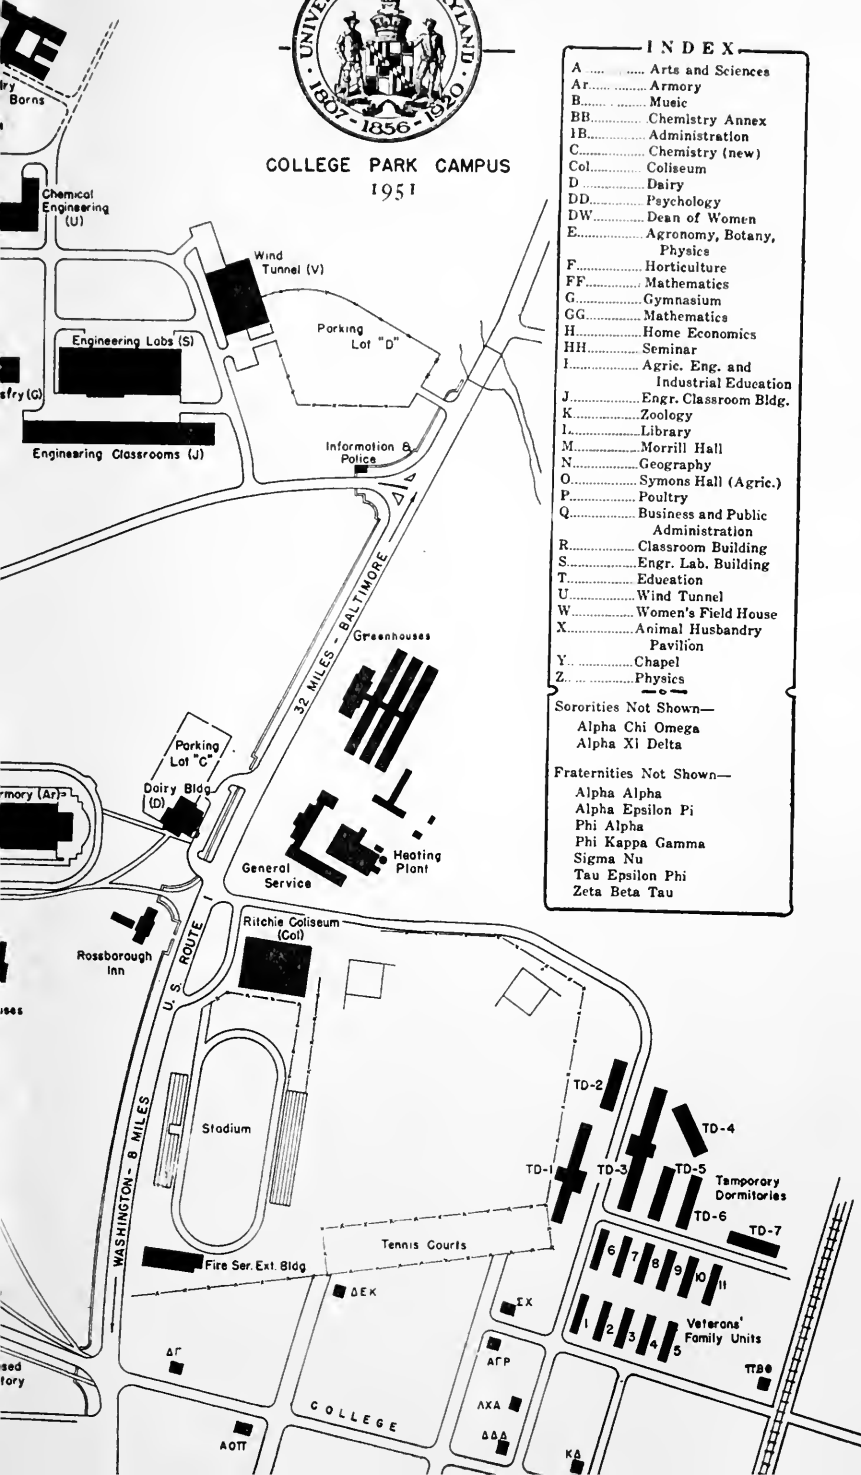 1807-1856-1920
COLLEGE PARK CAMPUS
1951
Barns
Chemical
Engineering
(U)
Wind
Tunnel (V)
Parking
Lot "D"
Engineering Labs (S)
Engineering Classrooms (J)
Information &
Police
32 MILES - BALTIMORE
Greenhouses
Parking
Lot "C"
Dairy Bldg
(D)
General
Service
Heating
Plant
Rossborough
Inn
U.S. ROUTE 1
Ritchie Coliseum
(Col)
Stadium
WASHINGTON - 8 MILES
Fire Ser. Ext. Bldg.
Tennis Courts
TD-2
TD-1
TD-3
TD-4
TD-5
TD-6
TD-7
Temporary
Dormitories
6 7 8 9 10 11
1 2 3 4 5
Veterans'
Family Units
ΔΕΚ
ΣΧ
ΔΓ
ΑΓΡ
ΠΒΦ
ΛΧΑ
ΔΔΔ
ΑΟΠ
ΚΔ
COLLEGE
INDEX
A ..... ..... Arts and Sciences
Ar................Armory
B................Music
BB.............Chemistry Annex
1B..............Administration
C................Chemistry (new)
Col.............Coliseum
D ...............Dairy
DD.............Psychology
DW............Dean of Women
E................Agronomy, Botany,
Physics
F................Horticulture
FF..............Mathematics
G................Gymnasium
GG.............Mathematics
H................Home Economics
HH.............Seminar
I.................Agric. Eng. and
Industrial Education
J.................Engr. Classroom Bldg.
K................Zoology
L................Library
M...............Morrill Hall
N................Geography
O................Symons Hall (Agric.)
P................Poultry
Q................Business and Public
Administration
R................Classroom Building
S................Engr. Lab. Building
T................Education
U................Wind Tunnel
W...............Women's Field House
X................Animal Husbandry
Pavilion
Y................Chapel
Z................Physics
Sororities Not Shown—
Alpha Chi Omega
Alpha Xi Delta
Fraternities Not Shown—
Alpha Alpha
Alpha Epsilon Pi
Phi Alpha
Phi Kappa Gamma
Sigma Nu
Tau Epsilon Phi
Zeta Beta Tau